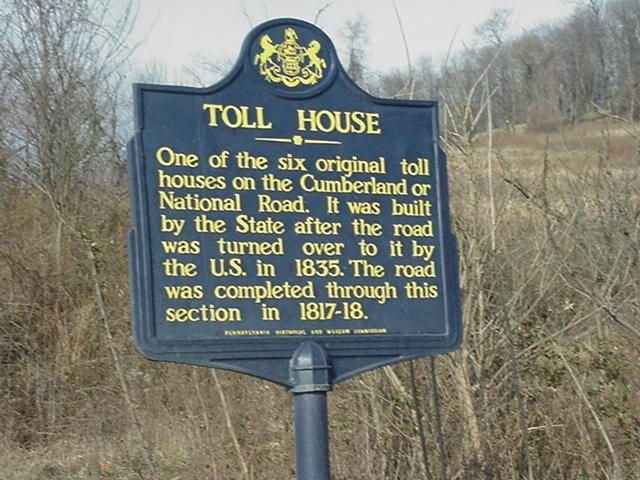 TOLL HOUSE
One of the six original toll
houses on the Cumberland or
National Road. It was built
by the State after the road
was turned over to it by
the U.S. in 1835. The road
was completed through this
section in 1817-18.
PENNSYLVANIA HISTORICAL AND MUSEUM COMMISSION